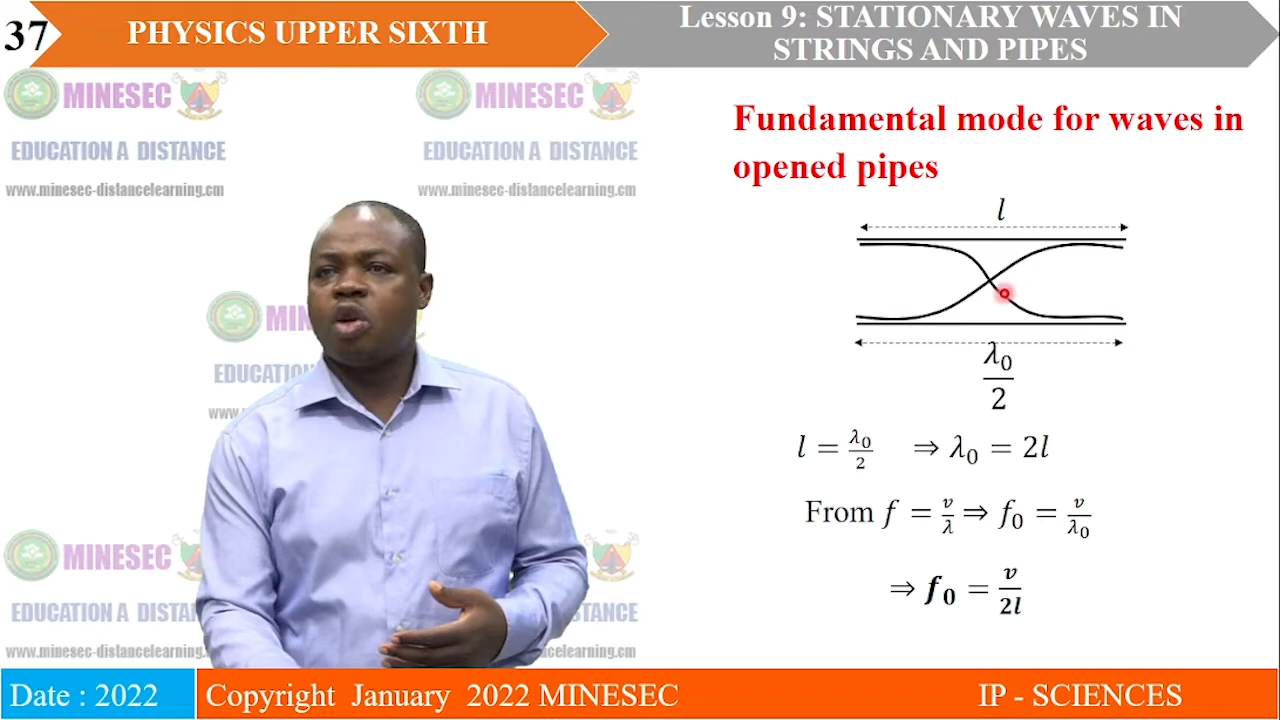 37
PHYSICS UPPER SIXTH
Lesson 9: STATIONARY WAVES IN
STRINGS AND PIPES
MINESEC
EDUCATION A DISTANCE
www.minesec-distancelearning.cm
MINESEC
EDUCATION A DISTANCE
www.minesec-distancelearning.cm
Fundamental mode for waves in
opened pipes
l
λ₀/2
l = λ₀/2 ⇒ λ₀ = 2l
From f = v/λ ⇒ f₀ = v/λ₀
⇒ f₀ = v/2l
MINESEC
EDUCATION A DISTANCE
www.minesec-distancelearning.cm
Date : 2022
Copyright January 2022 MINESEC
IP - SCIENCES